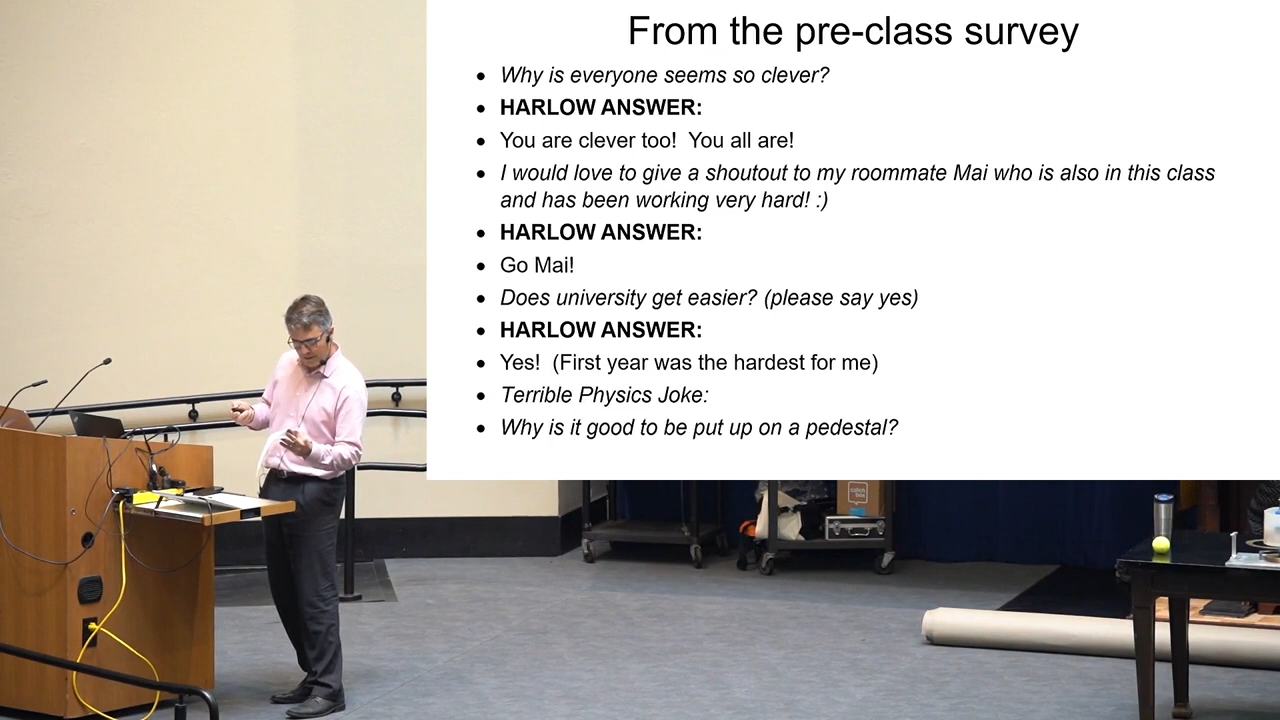 From the pre-class survey
• Why is everyone seems so clever?
• HARLOW ANSWER:
• You are clever too!  You all are!
• I would love to give a shoutout to my roommate Mai who is also in this class
and has been working very hard! :)
• HARLOW ANSWER:
• Go Mai!
• Does university get easier? (please say yes)
• HARLOW ANSWER:
• Yes!  (First year was the hardest for me)
• Terrible Physics Joke:
• Why is it good to be put up on a pedestal?
catch
box